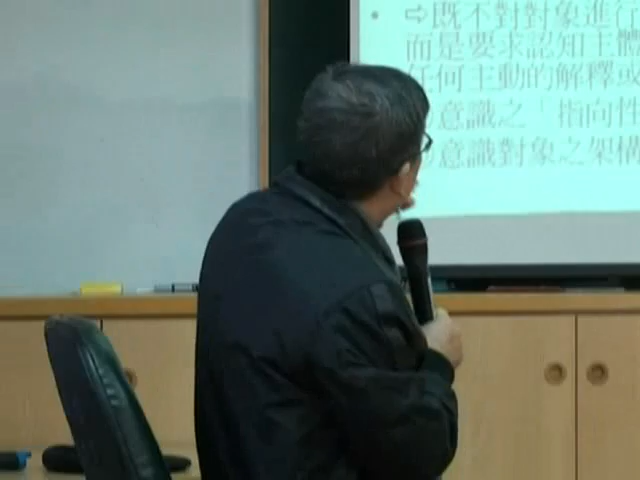 ⇨既不對對象進行
而是要求認知主體
任何主動的解釋或
意識之「指向性
意識對象之架構